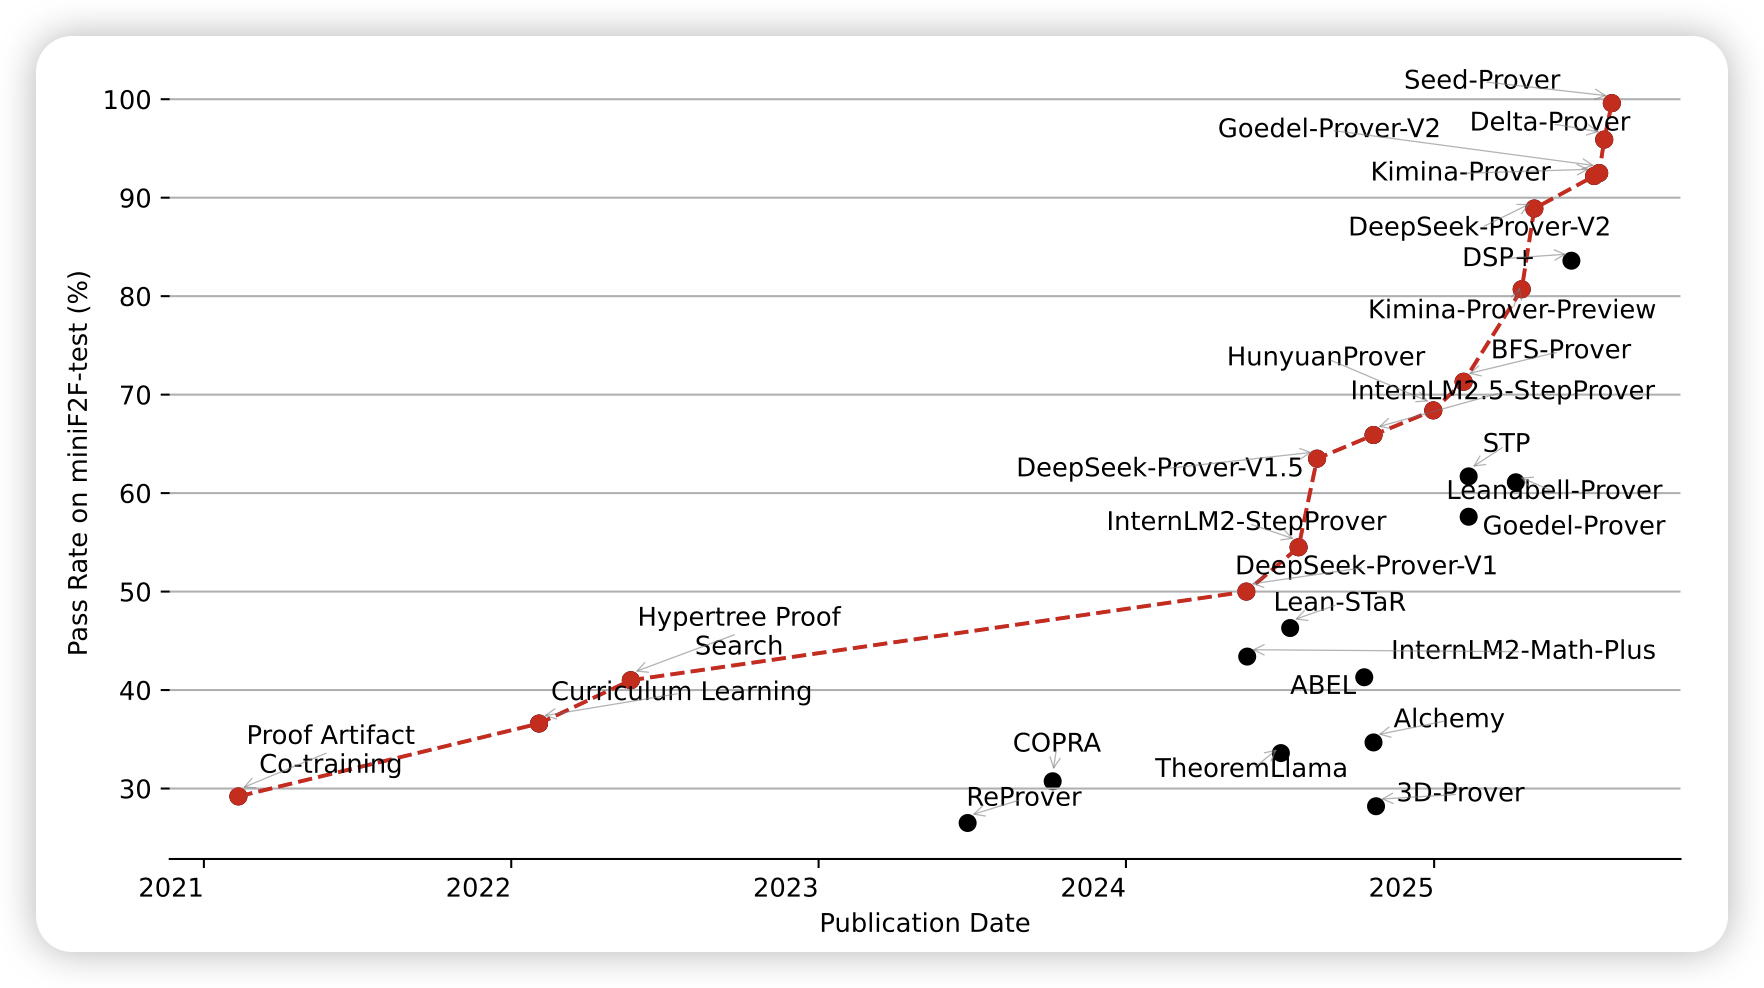 Seed-Prover
100
Delta-Prover
Goedel-Prover-V2
Kimina-Prover
90
DeepSeek-Prover-V2
DSP+
80
Kimina-Prover-Preview
BFS-Prover
HunyuanProver
70
InternLM2.5-StepProver
STP
DeepSeek-Prover-V1.5
60
Leanabell-Prover
InternLM2-StepProver
Goedel-Prover
DeepSeek-Prover-V1
50
Lean-STaR
Hypertree Proof
Search
InternLM2-Math-Plus
ABEL
40
Curriculum Learning
Alchemy
Proof Artifact
Co-training
COPRA
TheoremLlama
30
ReProver
3D-Prover
Pass Rate on miniF2F-test (%)
2021
2022
2023
2024
2025
Publication Date